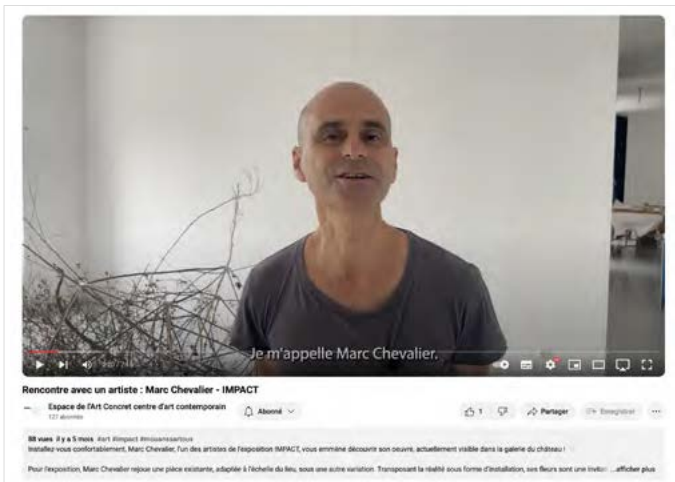 Je m'appelle Marc Chevalier.
Rencontre avec un artiste : Marc Chevalier - IMPACT
Espace de l'Art Concret centre d'art contemporain
127 abonnés
Abonné
1
Partager
Enregistrer
88 vues il y a 5 mois #art #impact #mouanssartoux
Installez-vous confortablement, Marc Chevalier, l'un des artistes de l'exposition IMPACT, vous emmène découvrir son oeuvre, actuellement visible dans la galerie du château !
Pour l'exposition, Marc Chevalier rejoue une pièce existante, adaptée à l'échelle du lieu, sous une autre variation. Transposant la réalité sous forme d'installation, ses fleurs sont une invitat ...afficher plus